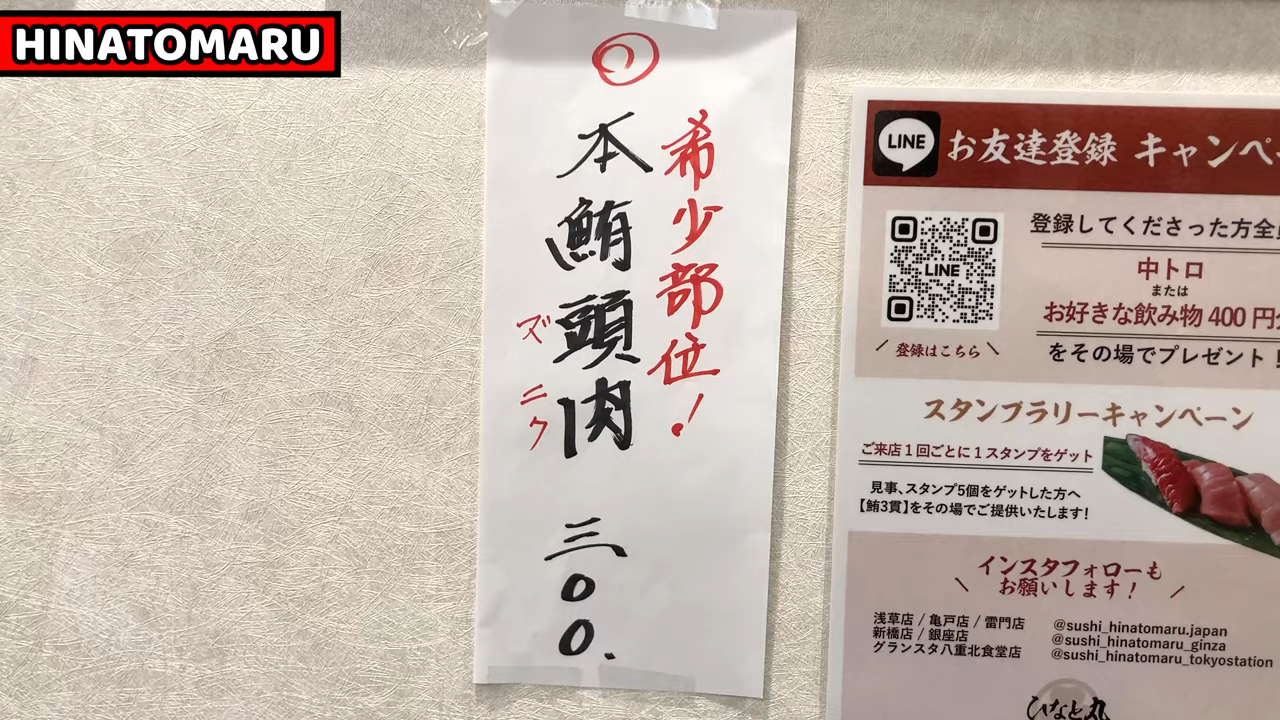 HINATOMARU
希少部位!
本鮪頭肉 三〇〇.
ズニク
LINE
お友達登録 キャンペ
LINE
登録はこちら
登録してくださった方全
中トロ
または
お好きな飲み物 400 円
をその場でプレゼント!
スタンプラリーキャンペーン
ご来店1回ごとに1スタンプをゲット
見事、スタンプ5個をゲットした方へ
【鮪3貫】をその場でご提供いたします!
インスタフォローも
お願いします!
浅草店 / 亀戸店 / 雷門店
新橋店 / 銀座店
グランスタ八重北食堂店
@sushi_hinatomaru.japan
@sushi_hinatomaru_ginza
@sushi_hinatomaru_tokyostation
ひなと丸